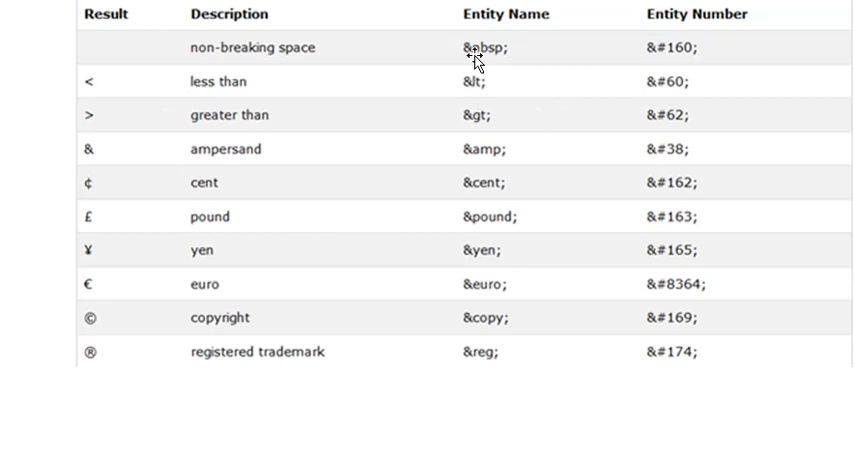 Result Description Entity Name Entity Number
non-breaking space &nbsp; &#160;
< less than &lt; &#60;
> greater than &gt; &#62;
& ampersand &amp; &#38;
¢ cent &cent; &#162;
£ pound &pound; &#163;
¥ yen &yen; &#165;
€ euro &euro; &#8364;
© copyright &copy; &#169;
® registered trademark &reg; &#174;